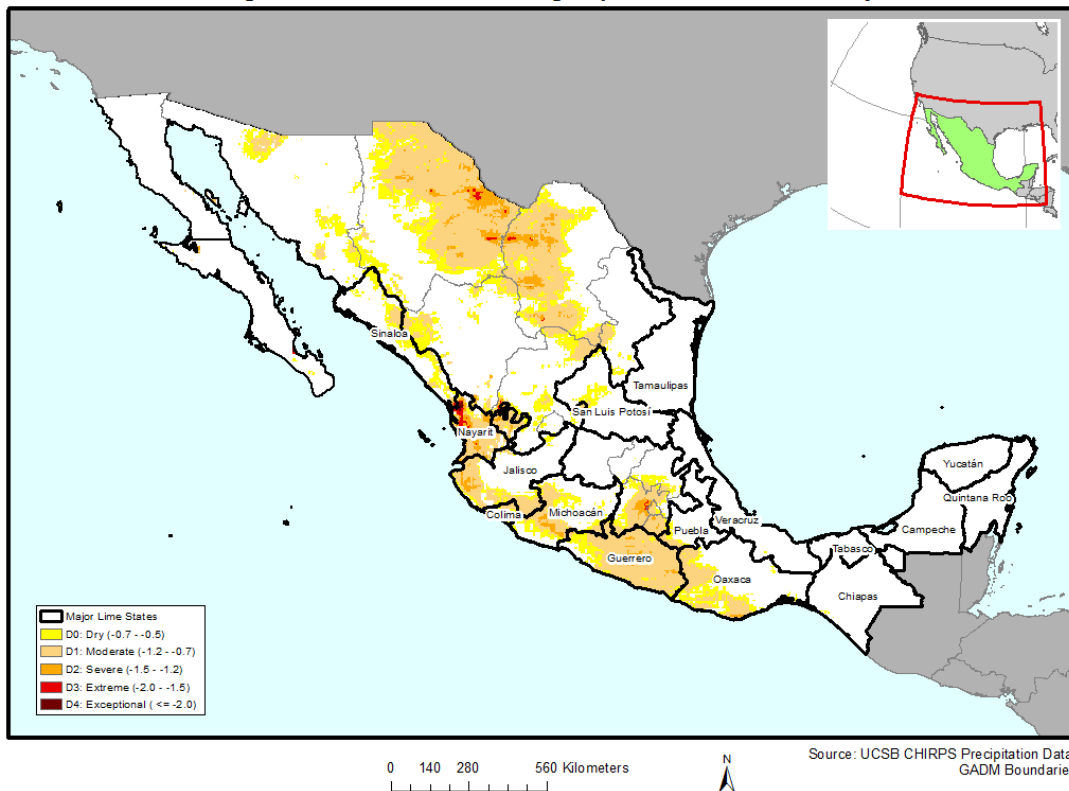 Sinaloa
Tamaulipas
San Luis Potosí
Nayarit
Jalisco
Yucatán
Quintana Roo
Colima
Michoacán
Puebla
Veracruz
Campeche
Tabasco
Guerrero
Oaxaca
Chiapas
Major Lime States
D0: Dry (-0.7 - -0.5)
D1: Moderate (-1.2 - -0.7)
D2: Severe (-1.5 - -1.2)
D3: Extreme (-2.0 - -1.5)
D4: Exceptional ( <= -2.0)
0 140 280 560 Kilometers
N
Source: UCSB CHIRPS Precipitation Data
GADM Boundarie